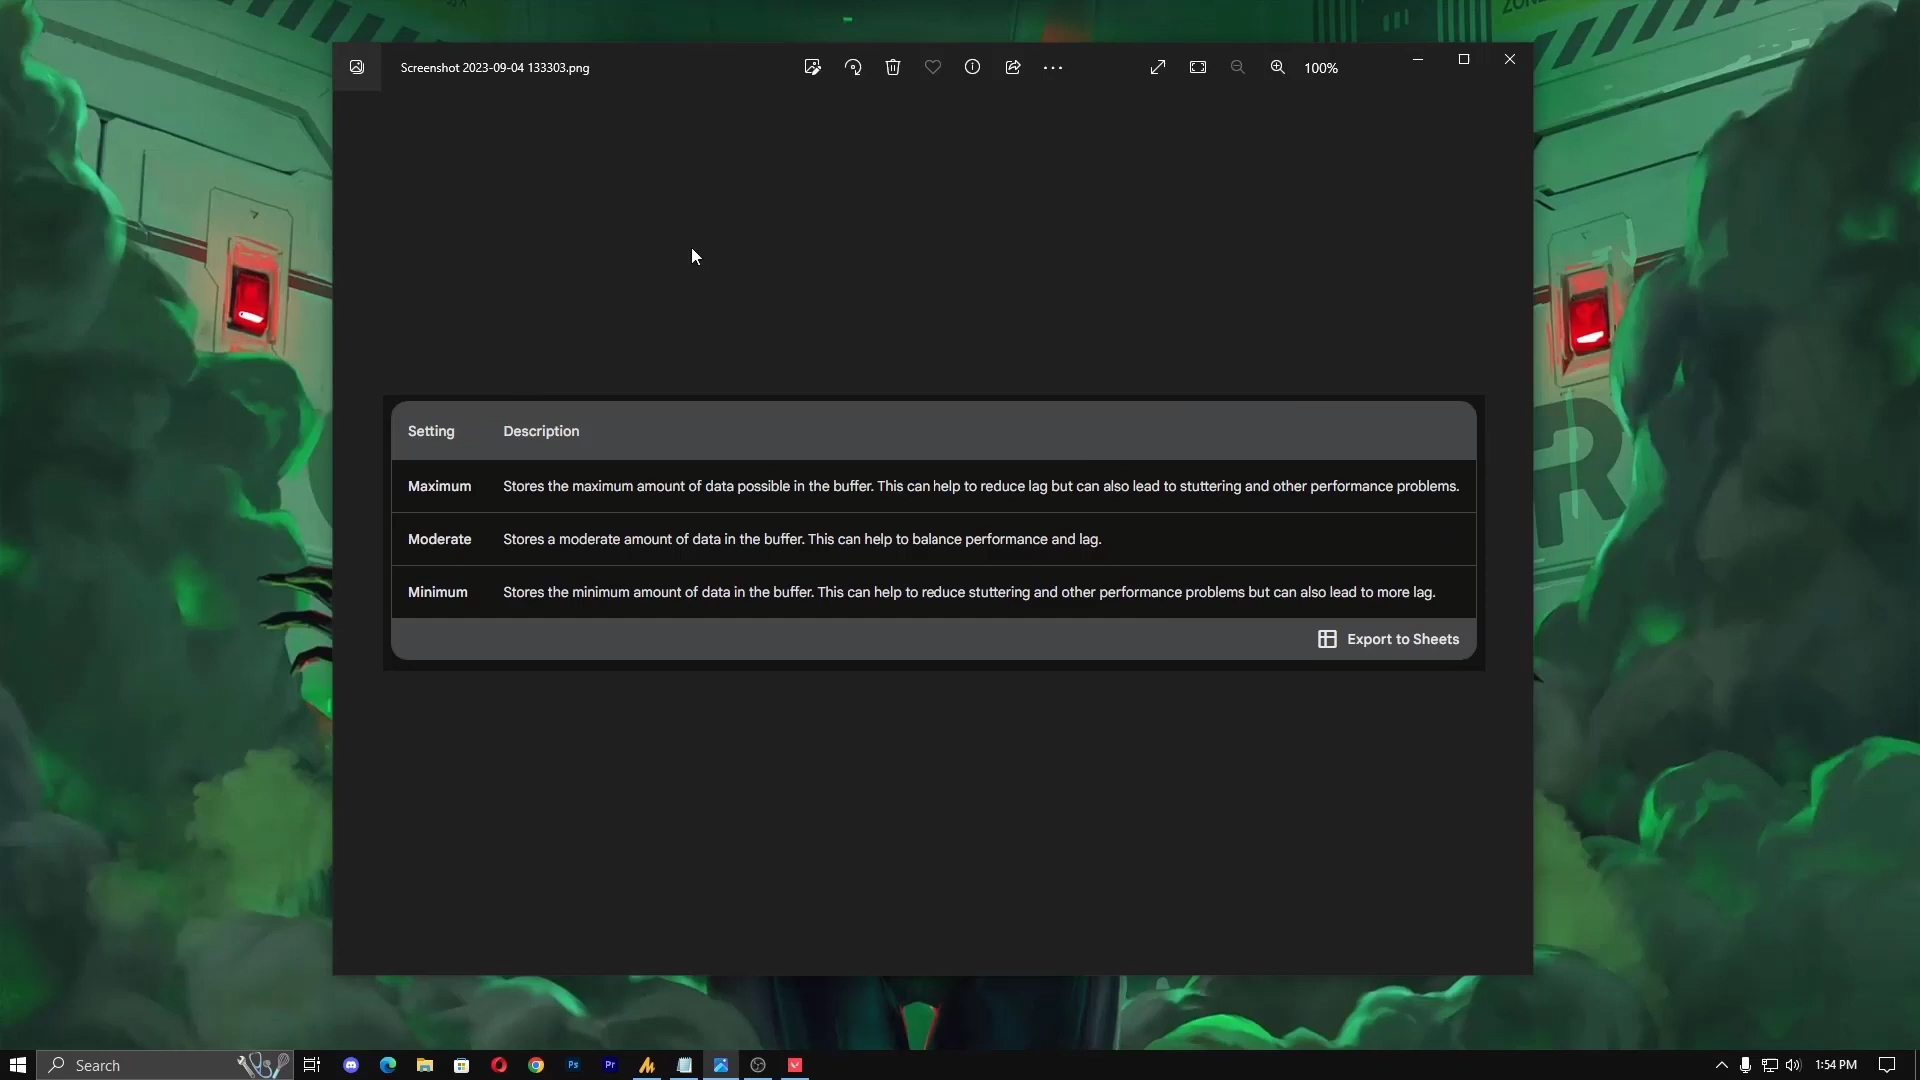 Screenshot 2023-09-04 133303.png
100%
Setting Description
Maximum Stores the maximum amount of data possible in the buffer. This can help to reduce lag but can also lead to stuttering and other performance problems.
Moderate Stores a moderate amount of data in the buffer. This can help to balance performance and lag.
Minimum Stores the minimum amount of data in the buffer. This can help to reduce stuttering and other performance problems but can also lead to more lag.
Export to Sheets
R
Search
Ps
Pr
1:54 PM